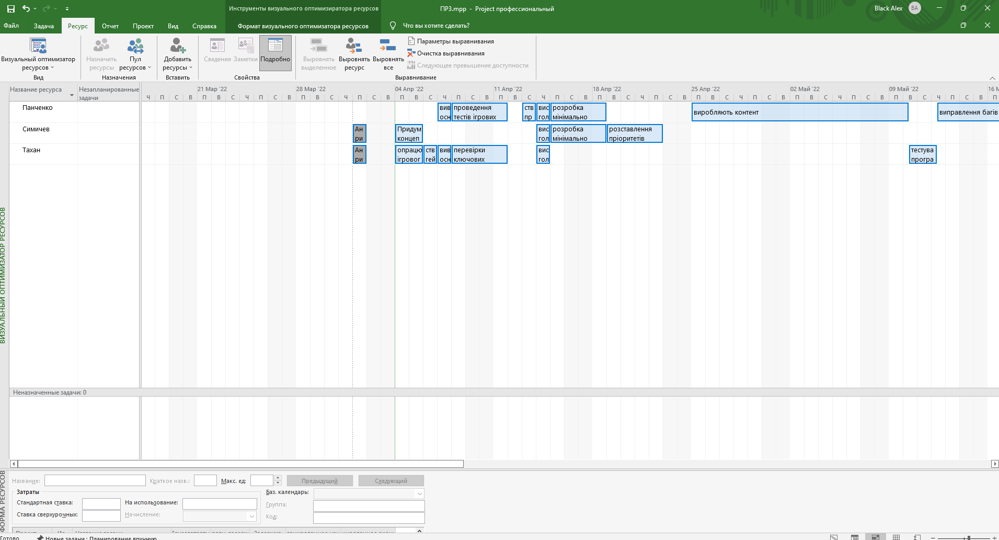 Инструменты визуального оптимизиратора ресурсов
ПР3.mpp - Project профессиональный
Black Alex
BA
Файл
Задача
Ресурс
Отчет
Проект
Вид
Справка
Формат визуального оптимизатора ресурсов
Что вы хотите сделать?
Визуальный оптимизатор
ресурсов
Назначить
ресурсы
Пул
ресурсов
Добавить
ресурсы
Сведения
Заметки
Подробно
Выровнять
выделенное
Выровнять
ресурс
Выровнять
все
Параметры выравнивания
Очистка выравнивания
Следующее превышение доступности
Вид
Назначения
Вставить
Свойства
Выравнивание
Название ресурса
Незапланированные
задачи
21 Мар '22
28 Мар '22
04 Апр '22
11 Апр '22
18 Апр '22
25 Апр '22
02 Май '22
09 Май '22
16 М
Ч П С В П В С Ч П С В П В С Ч П С В П В С Ч П С В П В С Ч П С В П В С Ч П С В П В С Ч П С В П В С Ч П С В П В С Ч П С В П
Панченко
вив
осн
проведення
тестів ігрових
ств
пр
вис
гол
розробка
мінімально
виробляють контент
виправлення багів
Симичев
Ан
ри
Придум
концеп
вис
гол
розробка
мінімально
розставлення
пріоритетів
Тахан
Ан
ри
опрацю
ігровог
ств
гей
вив
осн
перевірки
ключових
вис
гол
тестува
програ
ВИЗУАЛЬНЫЙ ОПТИМИЗАТОР РЕСУРСОВ
Неназначенные задачи: 0
ФОРМА РЕСУРСОВ
Название:
Краткое назв.:
Макс. ед:
Предыдущий
Следующий
Затраты
Стандартная ставка:
На использование:
Ставка сверхурочных:
Начисление:
Баз. календарь:
Группа:
Код:
Готово
Новые задачи : Планирование вручную